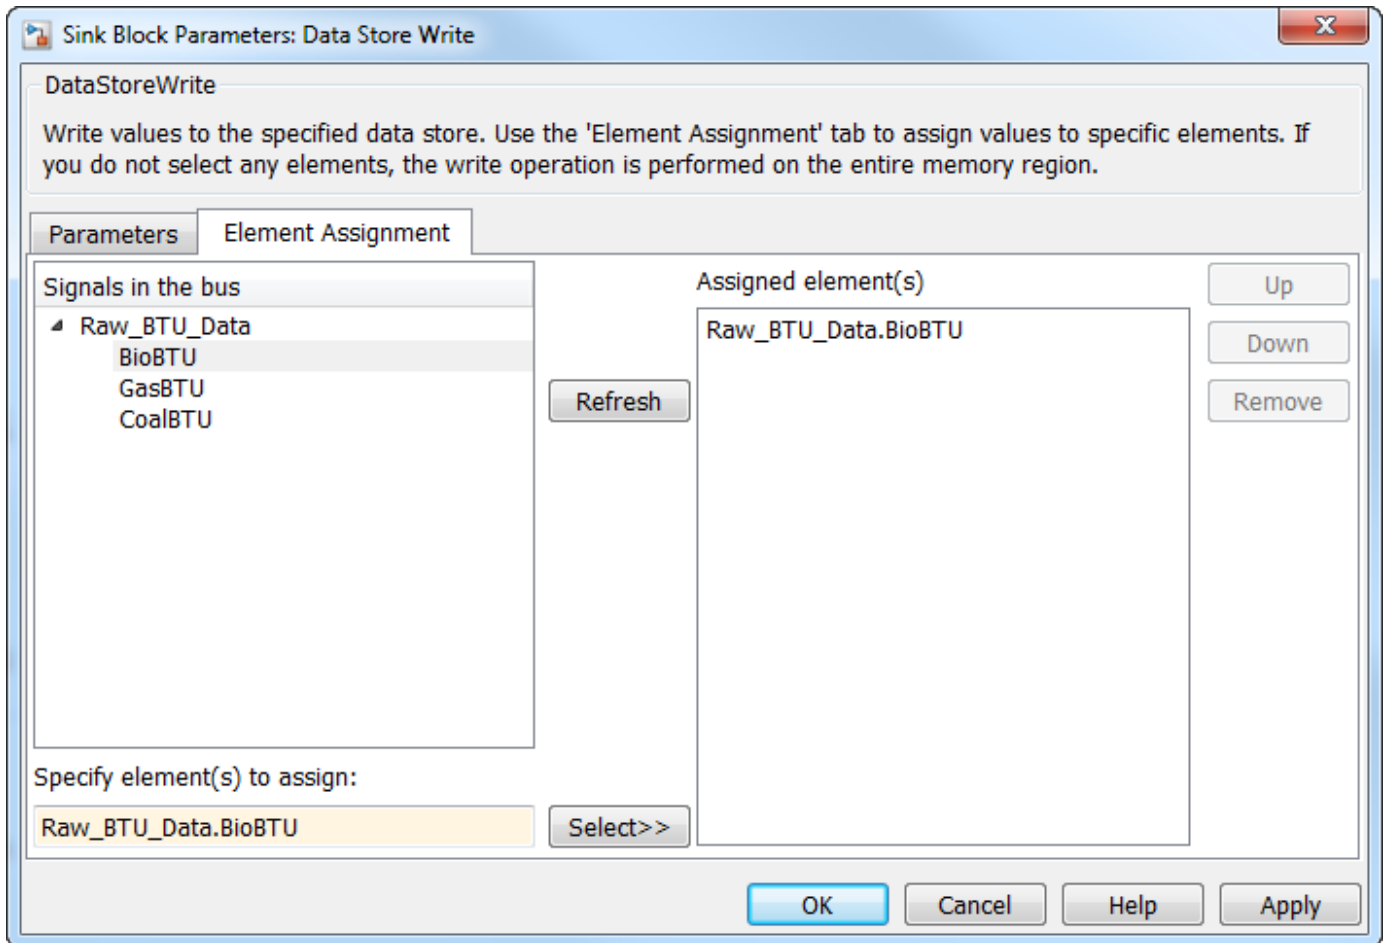 Sink Block Parameters: Data Store Write
X
DataStoreWrite
Write values to the specified data store. Use the 'Element Assignment' tab to assign values to specific elements. If
you do not select any elements, the write operation is performed on the entire memory region.
Parameters
Element Assignment
Signals in the bus
Raw_BTU_Data
BioBTU
GasBTU
CoalBTU
Specify element(s) to assign:
Raw_BTU_Data.BioBTU
Refresh
Select>>
Assigned element(s)
Raw_BTU_Data.BioBTU
Up
Down
Remove
OK
Cancel
Help
Apply